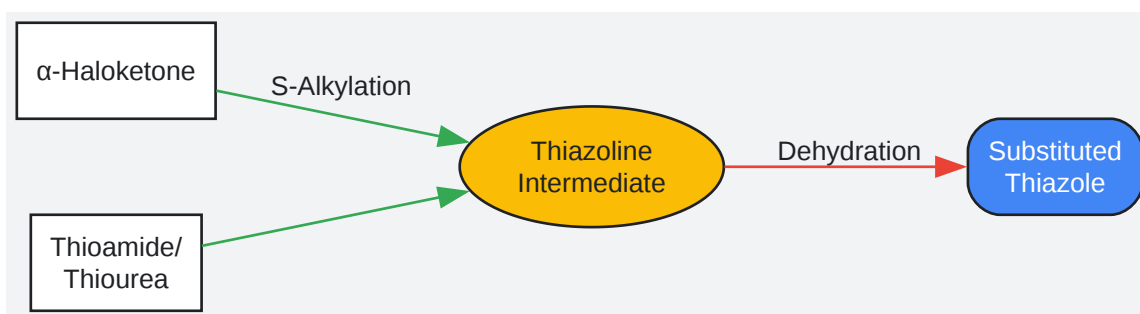 α-Haloketone
S-Alkylation
Thioamide/
Thiourea
Thiazoline
Intermediate
Dehydration
Substituted
Thiazole